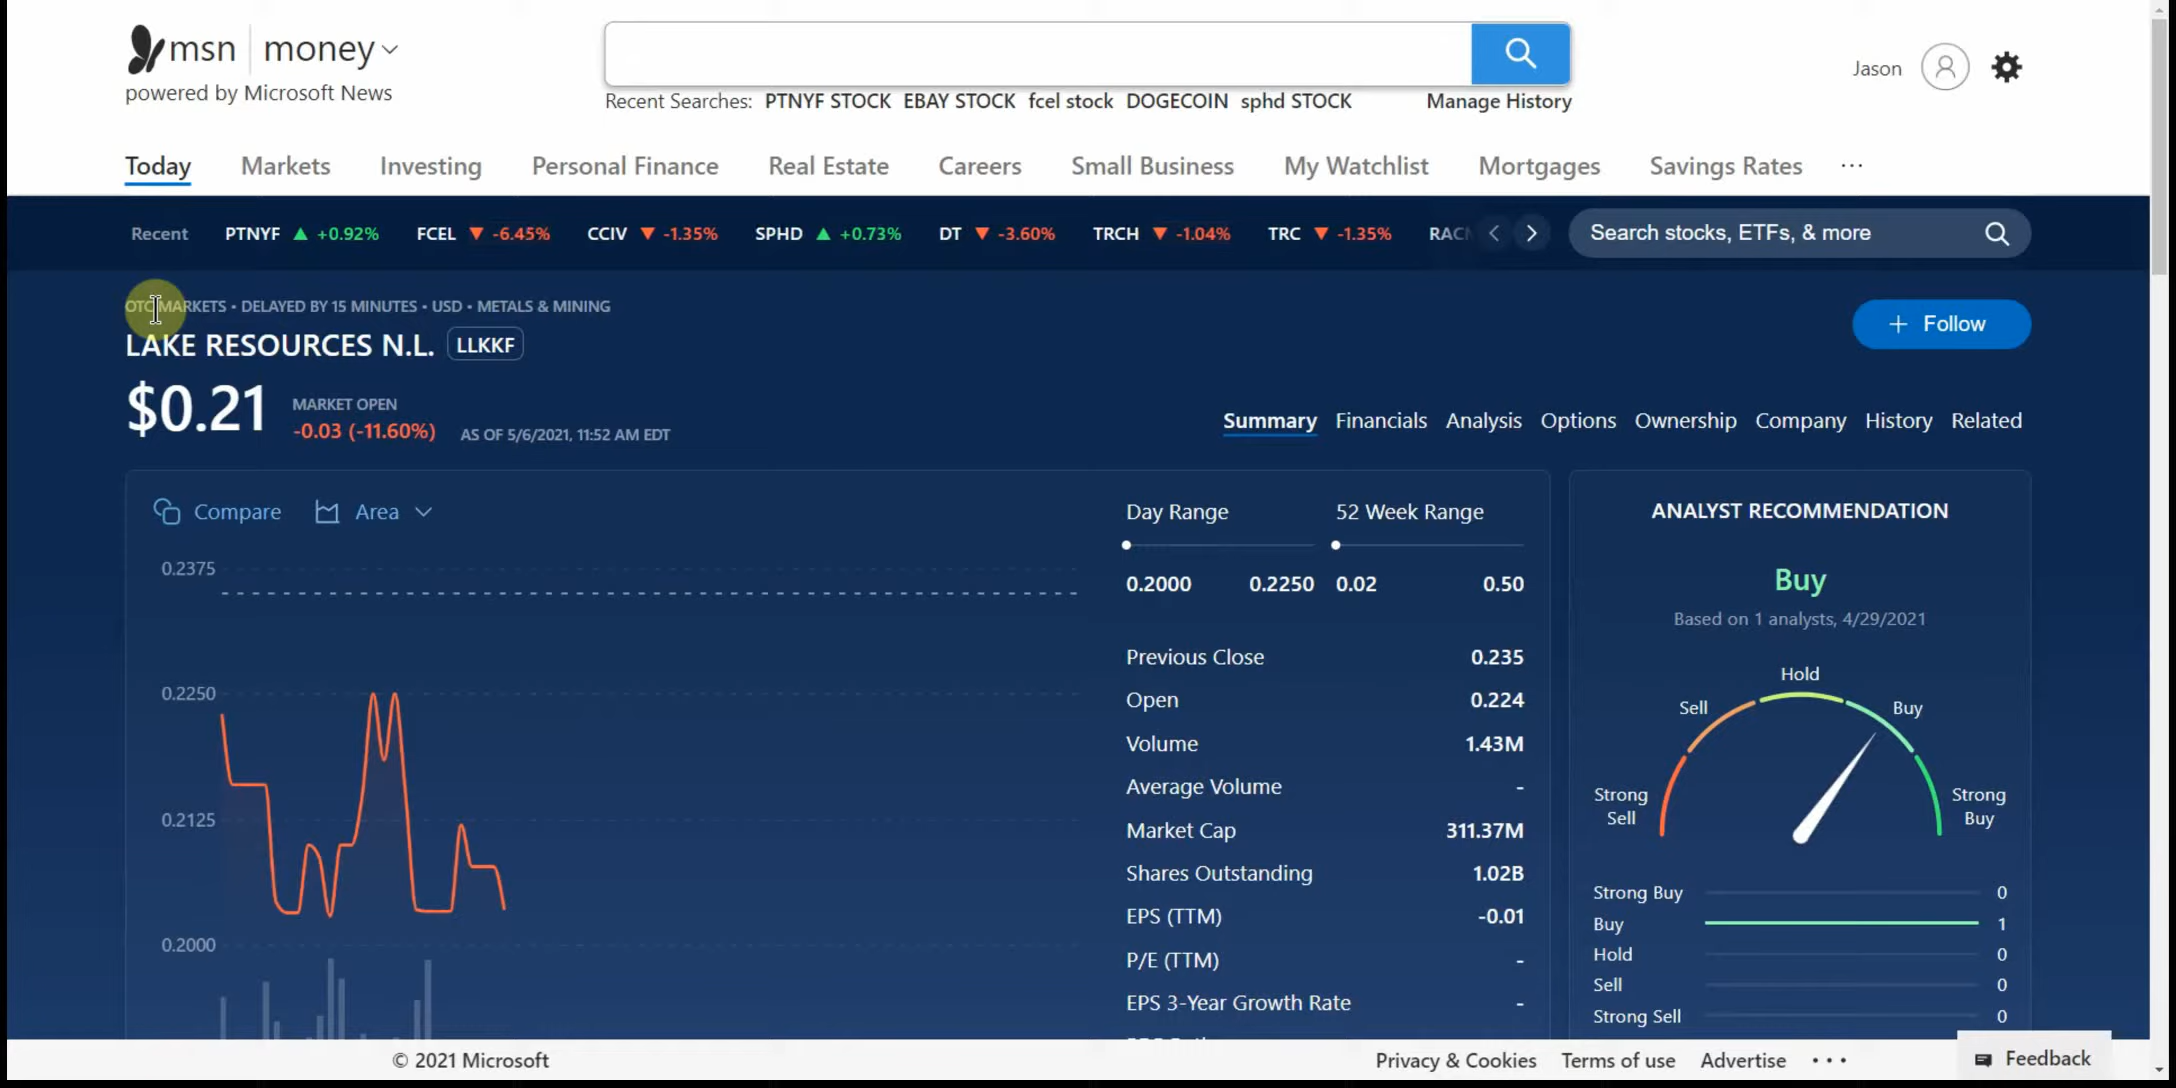 msn money
powered by Microsoft News
Recent Searches: PTNYF STOCK EBAY STOCK fcel stock DOGECOIN sphd STOCK Manage History
Jason
Today Markets Investing Personal Finance Real Estate Careers Small Business My Watchlist Mortgages Savings Rates ...
Recent PTNYF +0.92% FCEL -6.45% CCIV -1.35% SPHD +0.73% DT -3.60% TRCH -1.04% TRC -1.35%
Search stocks, ETFs, & more
OTC MARKETS • DELAYED BY 15 MINUTES • USD • METALS & MINING
LAKE RESOURCES N.L. LLKKF
+ Follow
$0.21
MARKET OPEN
-0.03 (-11.60%) AS OF 5/6/2021, 11:52 AM EDT
Summary Financials Analysis Options Ownership Company History Related
Compare Area
0.2375
0.2250
0.2125
0.2000
Day Range 52 Week Range
0.2000 0.2250 0.02 0.50
Previous Close 0.235
Open 0.224
Volume 1.43M
Average Volume -
Market Cap 311.37M
Shares Outstanding 1.02B
EPS (TTM) -0.01
P/E (TTM) -
EPS 3-Year Growth Rate -
ANALYST RECOMMENDATION
Buy
Based on 1 analysts, 4/29/2021
Hold
Sell Buy
Strong Sell
Strong Buy
Strong Buy 0
Buy 1
Hold 0
Sell 0
Strong Sell 0
© 2021 Microsoft
Privacy & Cookies Terms of use Advertise • • • Feedback